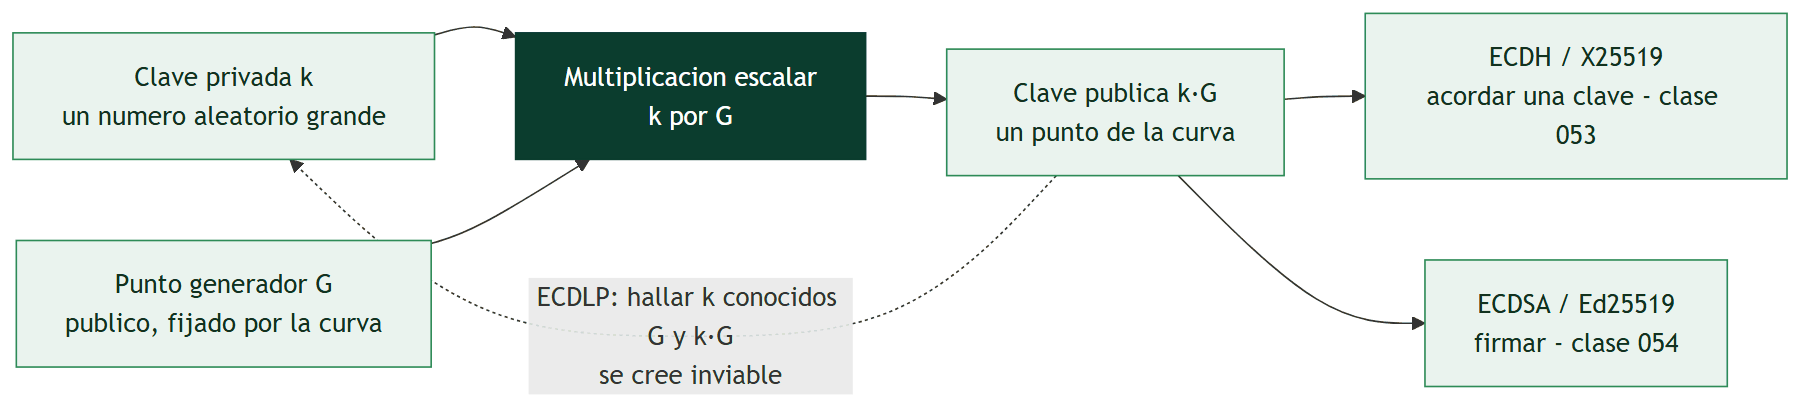 Clave privada k
un numero aleatorio grande
Punto generador G
publico, fijado por la curva
Multiplicacion escalar
k por G
ECDLP: hallar k conocidos
G y k·G
se cree inviable
Clave publica k·G
un punto de la curva
ECDH / X25519
acordar una clave - clase
053
ECDSA / Ed25519
firmar - clase 054